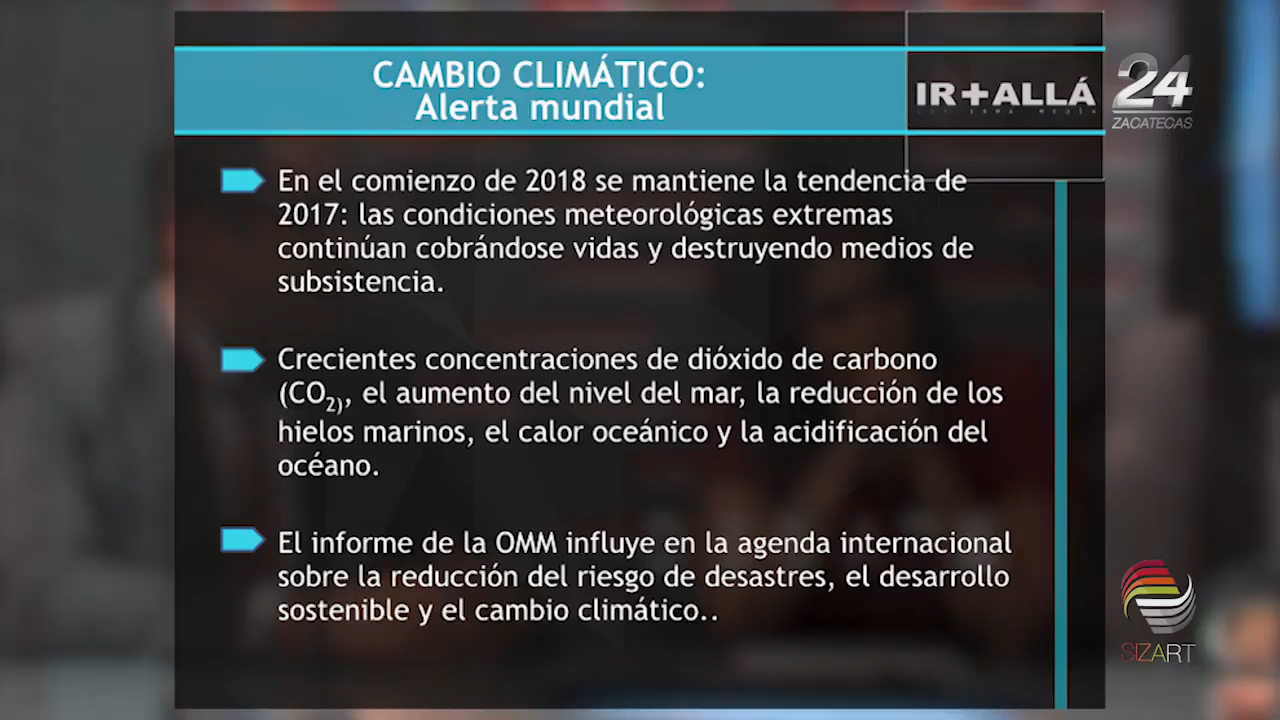 CAMBIO CLIMÁTICO:
Alerta mundial
IR+ALLÁ
24
ZACATECAS
En el comienzo de 2018 se mantiene la tendencia de
2017: las condiciones meteorológicas extremas
continúan cobrándose vidas y destruyendo medios de
subsistencia.
Crecientes concentraciones de dióxido de carbono
(CO2), el aumento del nivel del mar, la reducción de los
hielos marinos, el calor oceánico y la acidificación del
océano.
El informe de la OMM influye en la agenda internacional
sobre la reducción del riesgo de desastres, el desarrollo
sostenible y el cambio climático..
SIZART